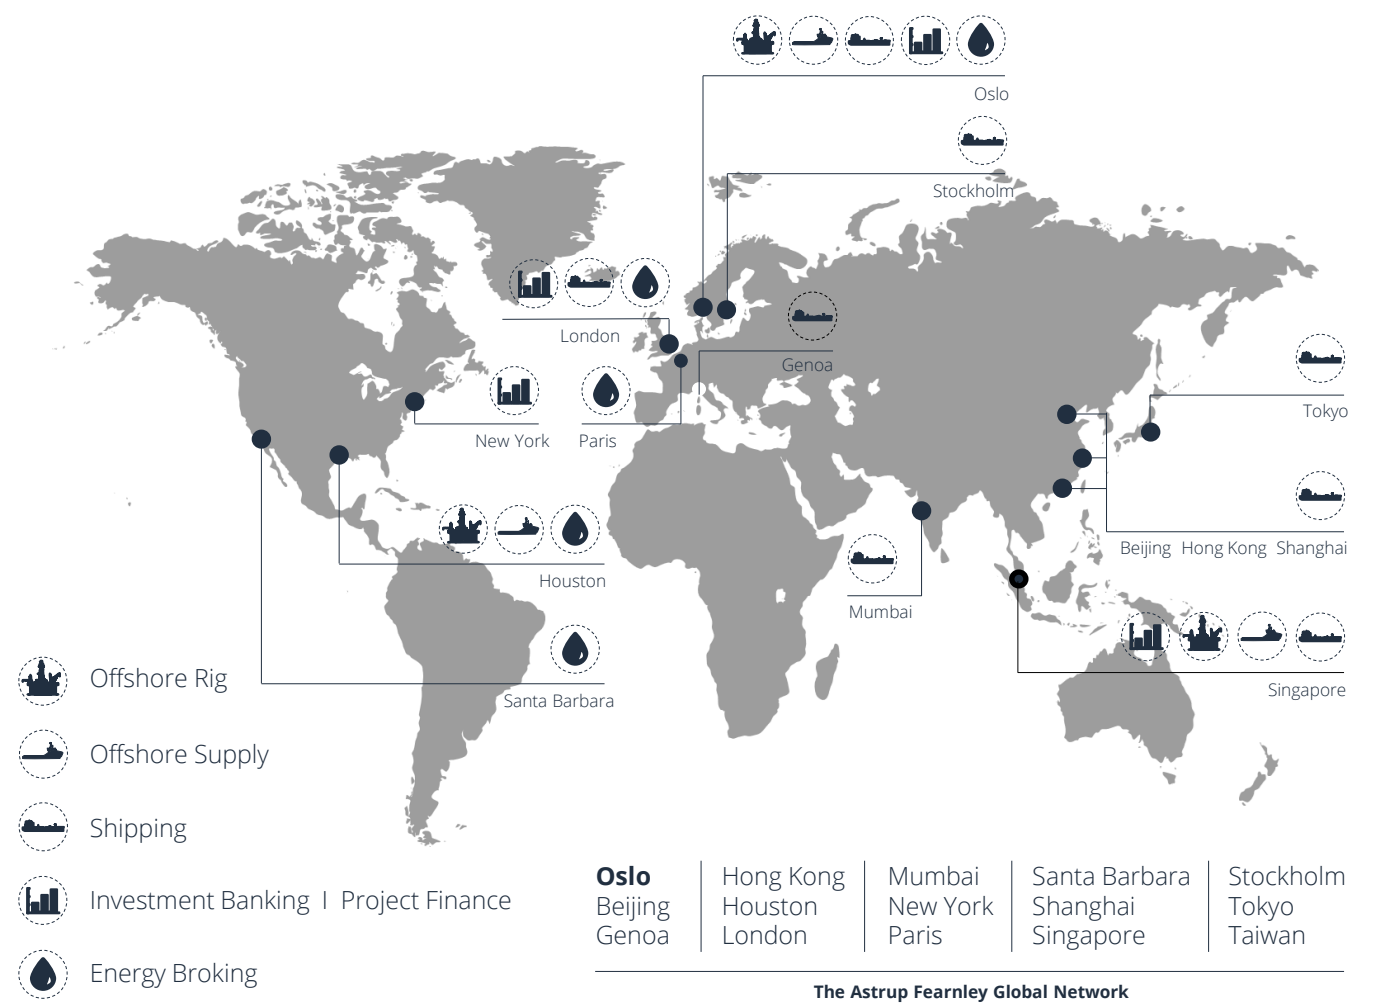 Oslo
Stockholm
London
Genoa
New York
Paris
Tokyo
Houston
Beijing Hong Kong Shanghai
Mumbai
Santa Barbara
Singapore
Offshore Rig
Offshore Supply
Shipping
Investment Banking I Project Finance
Energy Broking
Oslo
Beijing
Genoa
Hong Kong
Houston
London
Mumbai
New York
Paris
Santa Barbara
Shanghai
Singapore
Stockholm
Tokyo
Taiwan
The Astrup Fearnley Global Network